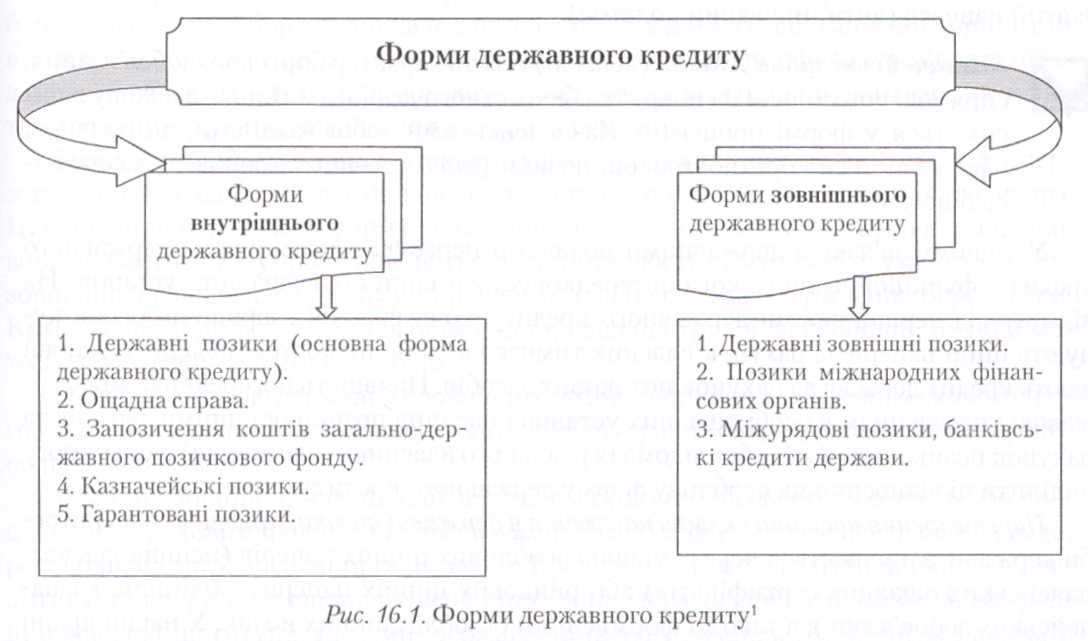 Форми державного кредиту
Форми
внутрішнього
державного кредиту
Форми зовнішнього
державного кредиту
1. Державні позики (основна форма
державного кредиту).
2. Ощадна справа.
3. Запозичення коштів загально-дер-
жавного позичкового фонду.
4. Казначейські позики.
5. Гарантовані позики.
1. Державні зовнішні позики.
2. Позики міжнародних фінан-
сових органів.
3. Міжурядові позики, банківсь-
кі кредити держави.
Рис. 16.1. Форми державного кредиту¹